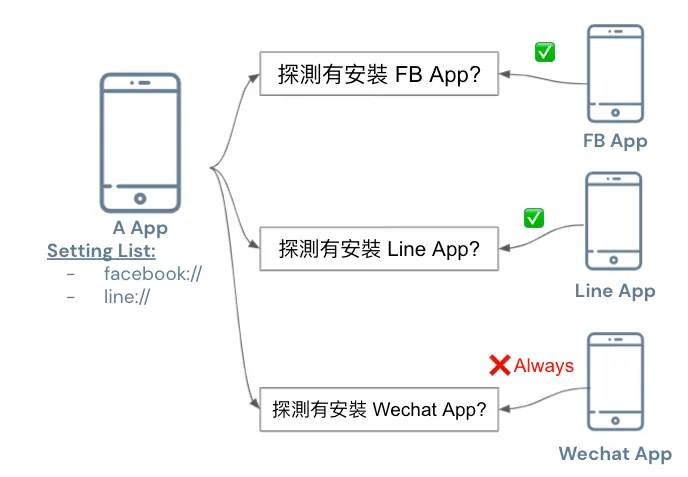 探測有安裝 FB App?
✅
FB App
A App
Setting List:
- facebook://
- line://
探測有安裝 Line App?
✅
Line App
❌ Always
探測有安裝 Wechat App?
Wechat App